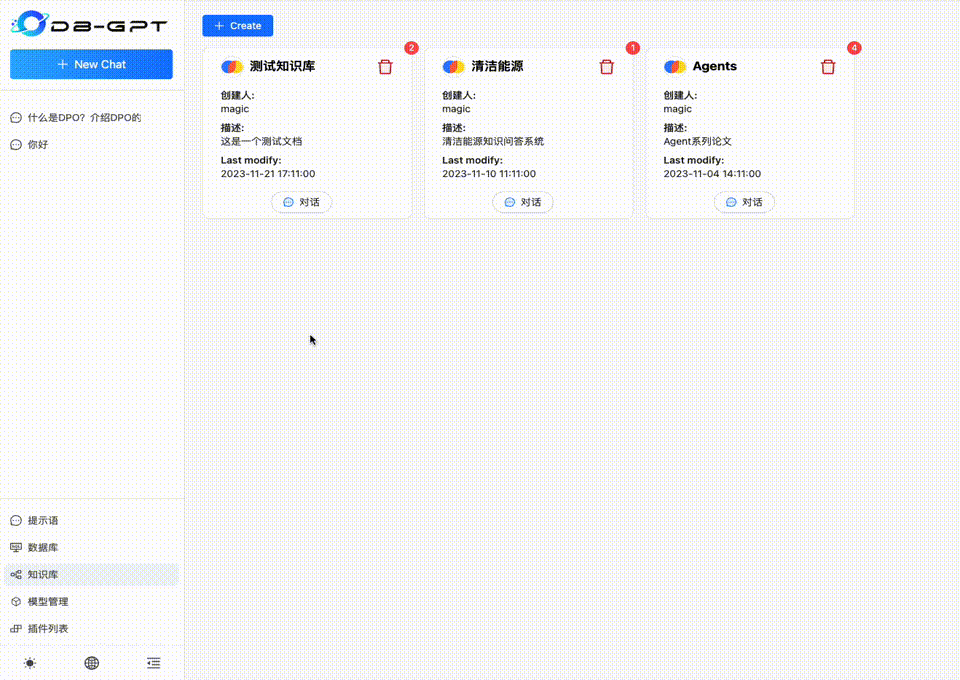 DB-GPT
+ New Chat
什么是DPO? 介绍DPO的
你好
提示语
数据库
知识库
模型管理
插件列表
+ Create
2
测试知识库
创建人:
magic
描述:
这是一个测试文档
Last modify:
2023-11-21 17:11:00
对话
1
清洁能源
创建人:
magic
描述:
清洁能源知识问答系统
Last modify:
2023-11-10 11:11:00
对话
4
Agents
创建人:
magic
描述:
Agent系列论文
Last modify:
2023-11-04 14:11:00
对话